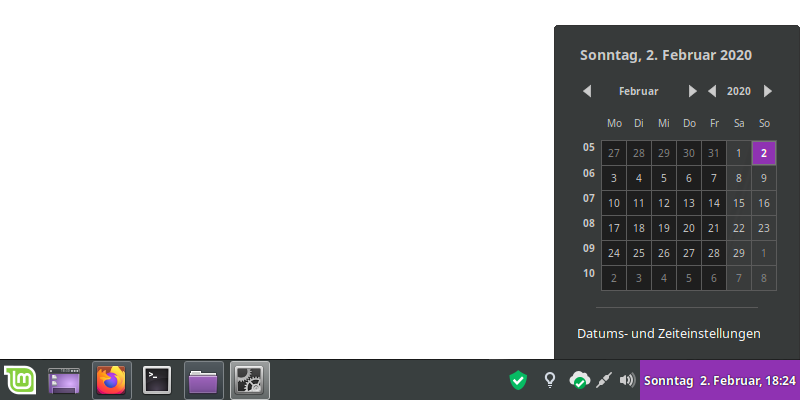 Sonntag, 2. Februar 2020
Februar 2020
Mo Di Mi Do Fr Sa So
05 27 28 29 30 31 1 2
06 3 4 5 6 7 8 9
07 10 11 12 13 14 15 16
08 17 18 19 20 21 22 23
09 24 25 26 27 28 29 1
10 2 3 4 5 6 7 8
Datums- und Zeiteinstellungen
Sonntag 2. Februar, 18:24